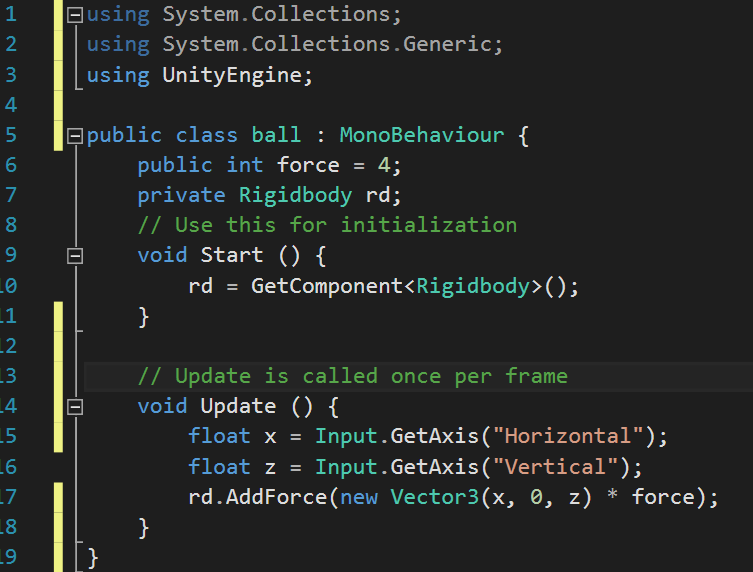 1 using System.Collections;
2 using System.Collections.Generic;
3 using UnityEngine;
4
5 public class ball : MonoBehaviour {
6     public int force = 4;
7     private Rigidbody rd;
8     // Use this for initialization
9     void Start () {
10         rd = GetComponent<Rigidbody>();
11     }
12
13     // Update is called once per frame
14     void Update () {
15         float x = Input.GetAxis("Horizontal");
16         float z = Input.GetAxis("Vertical");
17         rd.AddForce(new Vector3(x, 0, z) * force);
18     }
19 }